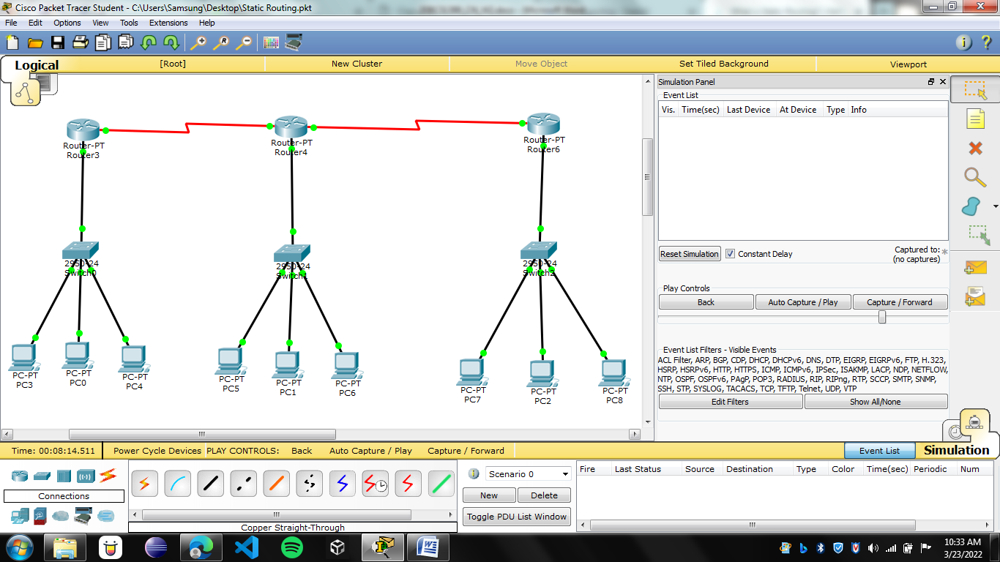 Cisco Packet Tracer Student - C:\Users\Samsung\Desktop\Static Routing.pkt
File Edit Options View Tools Extensions Help
Logical [Root] New Cluster Move Object Set Tiled Background Viewport
Simulation Panel
Event List
Vis. Time(sec) Last Device At Device Type Info
Router-PT
Router3
Router-PT
Router4
Router-PT
Router6
2950-24
Switch0
2950-24
Switch1
2950-24
Switch2
PC-PT
PC3
PC-PT
PC0
PC-PT
PC4
PC-PT
PC5
PC-PT
PC1
PC-PT
PC6
PC-PT
PC7
PC-PT
PC2
PC-PT
PC8
Reset Simulation Constant Delay Captured to:
(no captures)
Play Controls
Back Auto Capture / Play Capture / Forward
Event List Filters - Visible Events
ACL Filter, ARP, BGP, CDP, DHCP, DHCPv6, DNS, DTP, EIGRP, EIGRPv6, FTP, H.323,
HSRP, HSRPv6, HTTP, HTTPS, ICMP, ICMPv6, IPSec, ISAKMP, LACP, NDP, NETFLOW,
NTP, OSPF, OSPFv6, PAgP, POP3, RADIUS, RIP, RIPng, RTP, SCCP, SMTP, SNMP,
SSH, STP, SYSLOG, TACACS, TCP, TFTP, Telnet, UDP, VTP
Edit Filters Show All/None
Time: 00:08:14.511 Power Cycle Devices PLAY CONTROLS: Back Auto Capture / Play Capture / Forward Event List Simulation
Connections
Copper Straight-Through
Scenario 0
New Delete
Toggle PDU List Window
Fire Last Status Source Destination Type Color Time(sec) Periodic Num
10:33 AM
3/23/2022